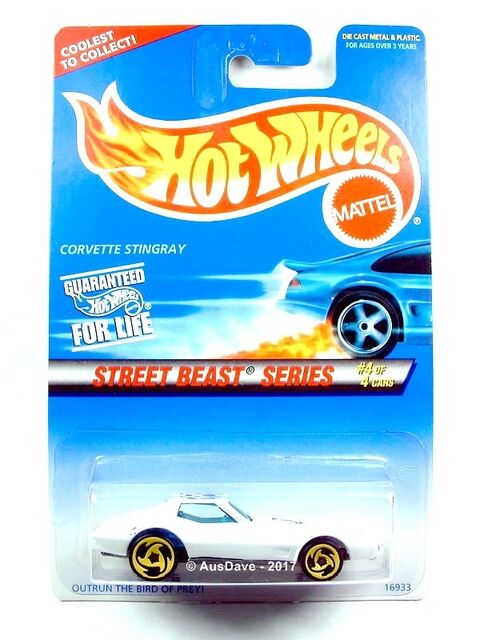 COOLEST
TO COLLECT!
DIE CAST METAL & PLASTIC.
FOR AGES OVER 3 YEARS.
HOT WHEELS
MATTEL
®
CORVETTE STINGRAY
GUARANTEED
HOT WHEELS
®
FOR LIFE
STREET BEAST® SERIES
#4 OF
4 CARS
© AusDave - 2017
OUTRUN THE BIRD OF PREY!
16933